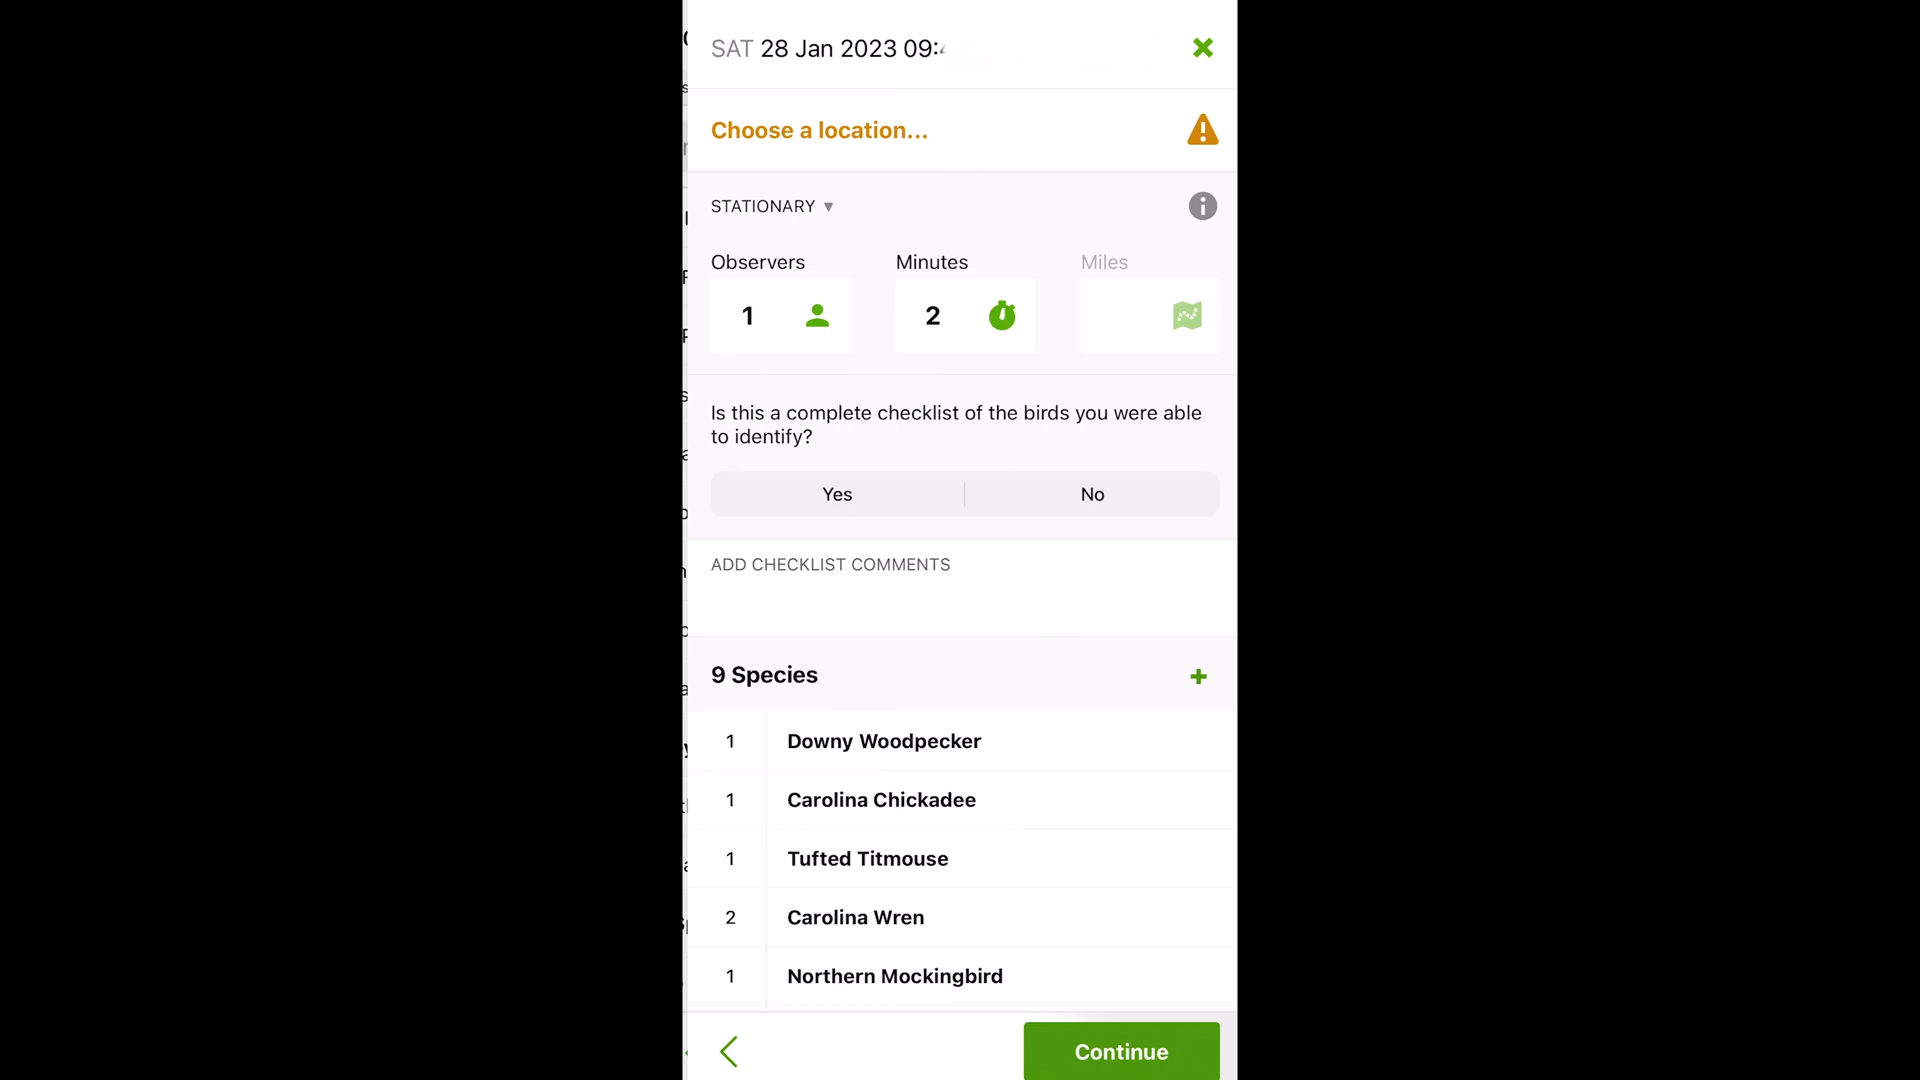 SAT 28 Jan 2023 09:
Choose a location...
STATIONARY ▼
Observers Minutes Miles
1 2
Is this a complete checklist of the birds you were able
to identify?
Yes No
ADD CHECKLIST COMMENTS
9 Species
1 Downy Woodpecker
1 Carolina Chickadee
1 Tufted Titmouse
2 Carolina Wren
1 Northern Mockingbird
Continue